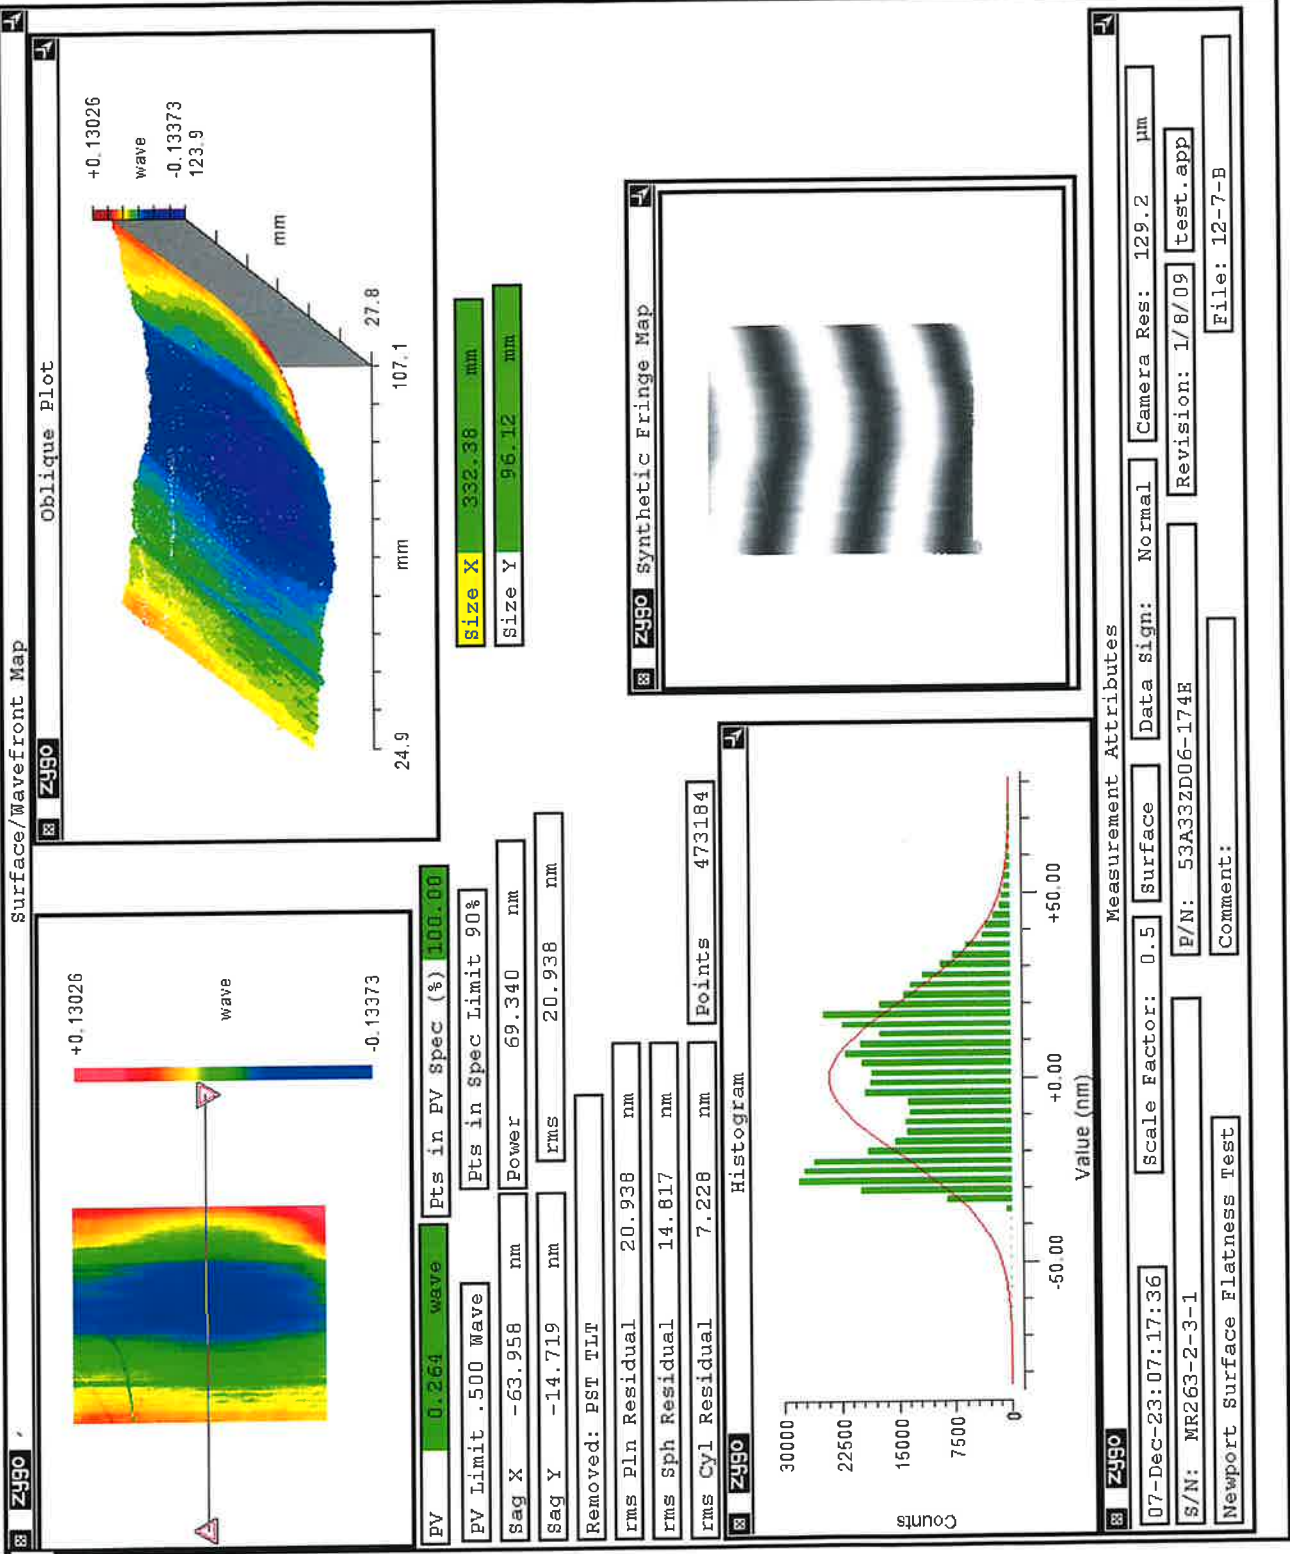 Surface/Wavefront Map
zygo
+0.13026
wave
-0.13373
zygo
Oblique Plot
+0.13026
wave
-0.13373
123.9
mm
27.8
107.1
mm
24.9
PV 0.264 wave
Pts in PV Spec (%) 100.00
PV Limit .500 Wave
Pts in Spec Limit 90%
Sag X -63.958 nm
Power 69.340 nm
Sag Y -14.719 nm
rms 20.938 nm
Removed: PST TLT
rms Pln Residual 20.938 nm
rms Sph Residual 14.817 nm
rms Cyl Residual 7.228 nm
Points 473184
Size X 332.38 mm
Size Y 96.12 mm
zygo
Histogram
30000
22500
15000
7500
0
Counts
-50.00
+0.00
+50.00
Value (nm)
zygo
Synthetic Fringe Map
zygo
Measurement Attributes
07-Dec-23:07:17:36
Scale Factor: 0.5
Surface
Data Sign: Normal
Camera Res: 129.2 µm
S/N: MR263-2-3-1
P/N: 53A33ZD06-174E
Revision: 1/8/09
test.app
Newport Surface Flatness Test
Comment:
File: 12-7-B